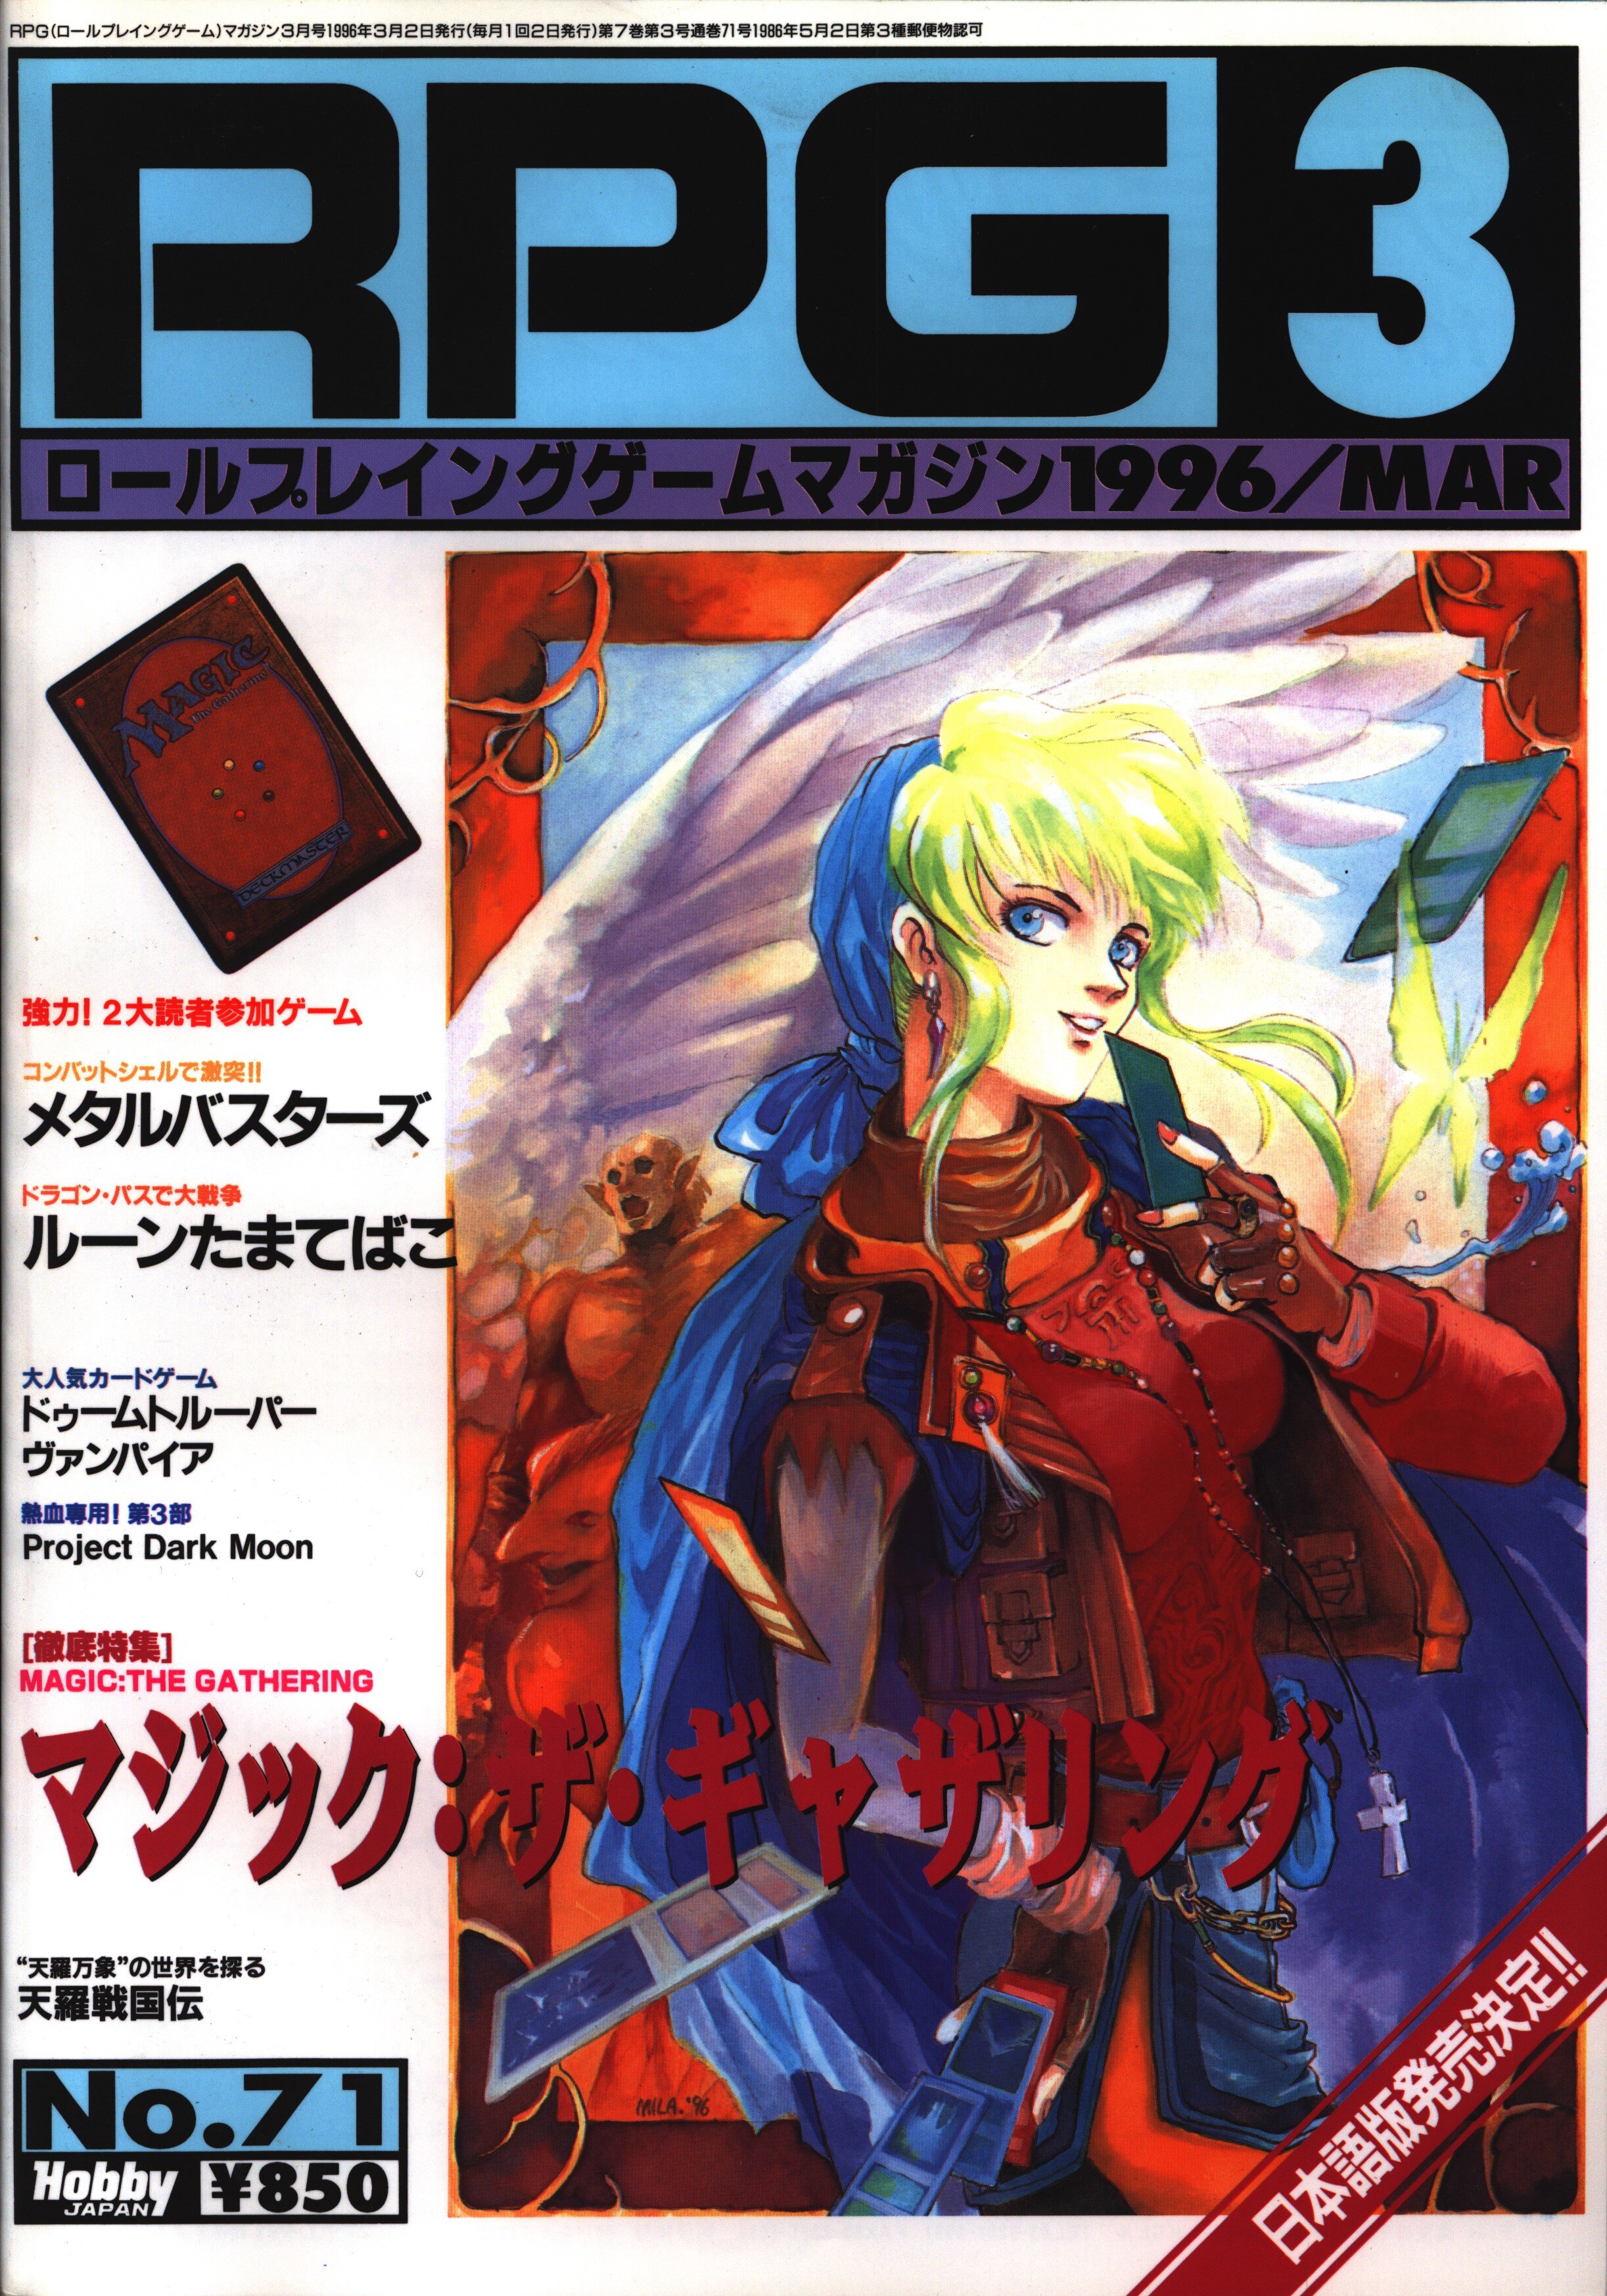 RPG(ロールプレイングゲーム)マガジン3月号1996年3月2日発行(毎月1回2日発行)第7巻第3号通巻71号1986年5月2日第3種郵便物認可
RPG 3
ロールプレイングゲームマガジン1996/MAR
MAGIC
The Gathering
DECKMASTER
強力! 2大読者参加ゲーム
コンバットシェルで激突!!
メタルバスターズ
ドラゴン・パスで大戦争
ルーンたまてばこ
大人気カードゲーム
ドゥームトルーパー
ヴァンパイア
熱血専用! 第3部
Project Dark Moon
[徹底特集]
MAGIC:THE GATHERING
マジック:ザ・ギャザリング
“天羅万象”の世界を探る
天羅戦国伝
No.71
Hobby JAPAN ¥850
MILA.'96
日本語版発売決定!!